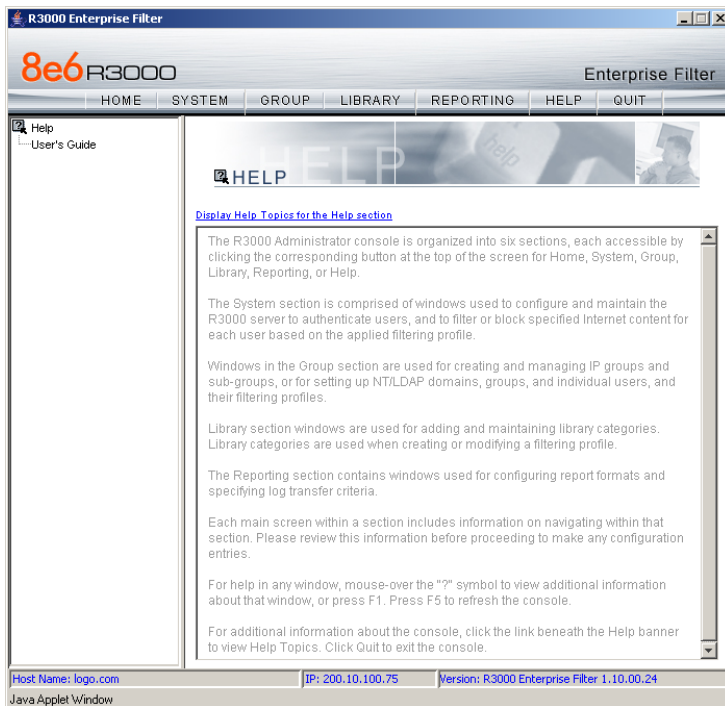 R3000 Enterprise Filter
8e6 R3000
Enterprise Filter
HOME SYSTEM GROUP LIBRARY REPORTING HELP QUIT
Help
User's Guide
HELP
help
HELP
Display Help Topics for the Help section
The R3000 Administrator console is organized into six sections, each accessible by
clicking the corresponding button at the top of the screen for Home, System, Group,
Library, Reporting, or Help.
The System section is comprised of windows used to configure and maintain the
R3000 server to authenticate users, and to filter or block specified Internet content for
each user based on the applied filtering profile.
Windows in the Group section are used for creating and managing IP groups and
sub-groups, or for setting up NT/LDAP domains, groups, and individual users, and
their filtering profiles.
Library section windows are used for adding and maintaining library categories.
Library categories are used when creating or modifying a filtering profile.
The Reporting section contains windows used for configuring report formats and
specifying log transfer criteria.
Each main screen within a section includes information on navigating within that
section. Please review this information before proceeding to make any configuration
entries.
For help in any window, mouse-over the "?" symbol to view additional information
about that window, or press F1. Press F5 to refresh the console.
For additional information about the console, click the link beneath the Help banner
to view Help Topics. Click Quit to exit the console.
Host Name: logo.com
IP: 200.10.100.75
Version: R3000 Enterprise Filter 1.10.00.24
Java Applet Window